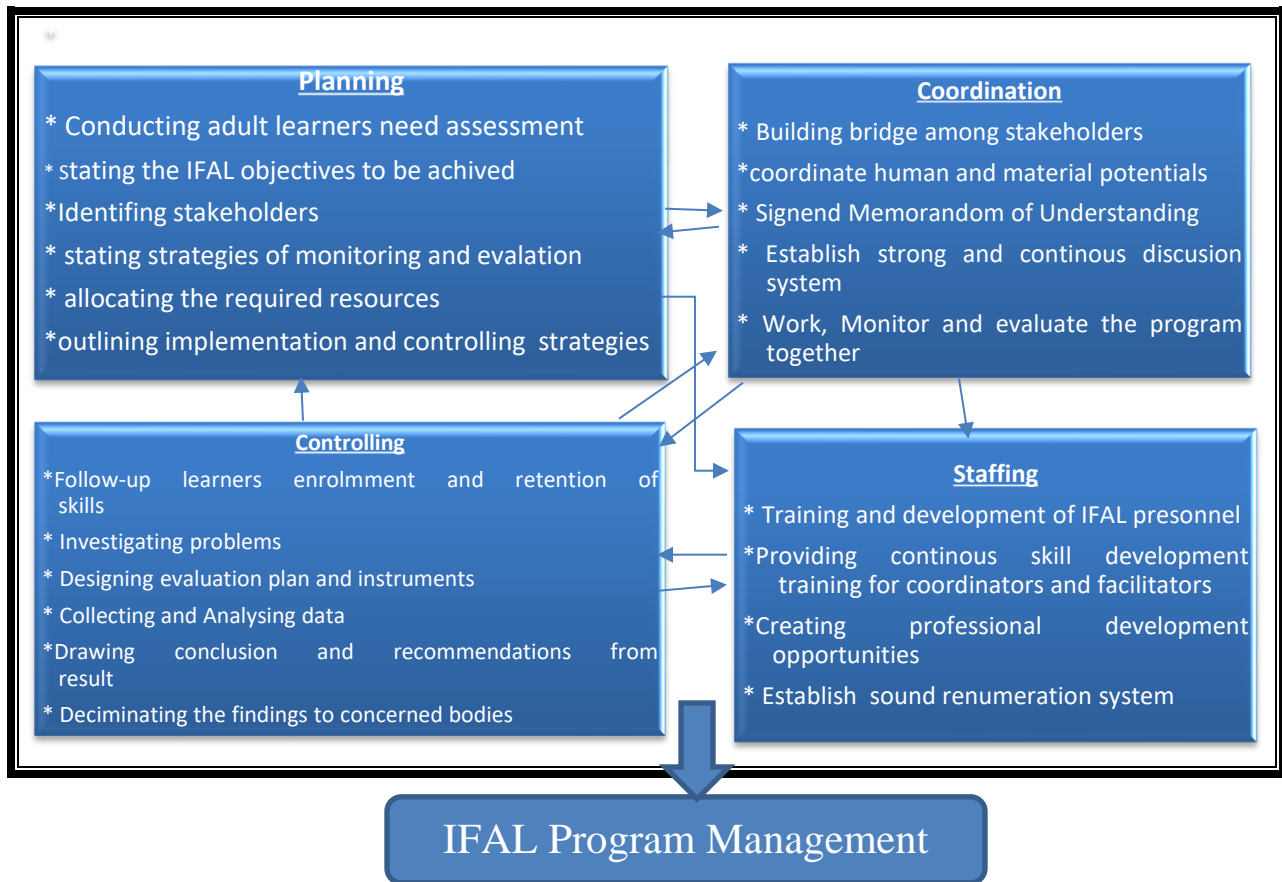 *
Planning
* Conducting adult learners need assessment
* stating the IFAL objectives to be achived
*Identifing stakeholders
* stating strategies of monitoring and evalation
* allocating the required resources
*outlining implementation and controlling strategies
Coordination
* Building bridge among stakeholders
*coordinate human and material potentials
* Signend Memorandom of Understanding
* Establish strong and continous discusion
system
* Work, Monitor and evaluate the program
together
Controlling
*Follow-up learners enrolmment and retention of
skills
* Investigating problems
* Designing evaluation plan and instruments
* Collecting and Analysing data
*Drawing conclusion and recommendations from
result
* Deciminating the findings to concerned bodies
Staffing
* Training and development of IFAL presonnel
*Providing continous skill development
training for coordinators and facilitators
*Creating professional development
opportunities
* Establish sound renumeration system
IFAL Program Management